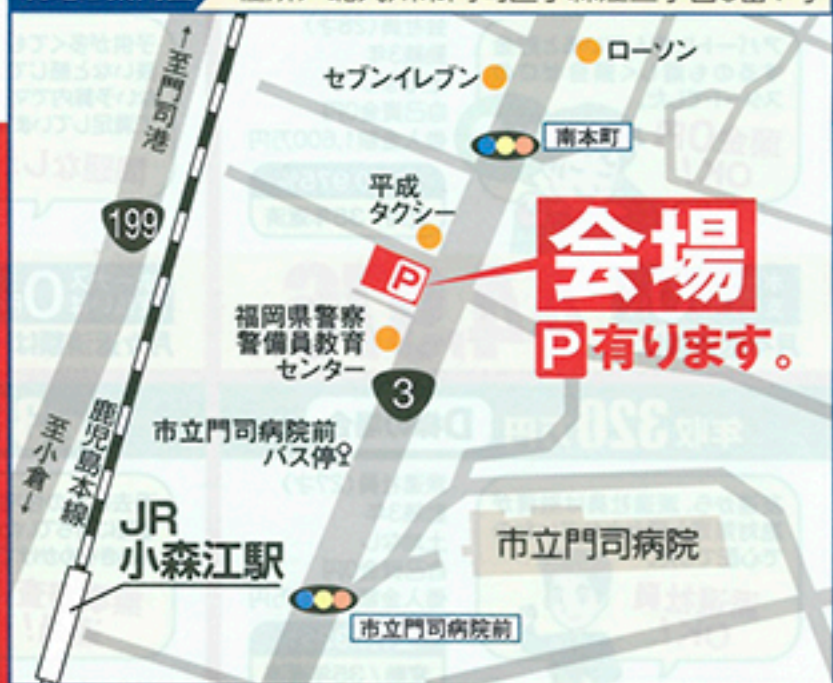 ローソン
セブンイレブン
南本町
↑至門司港
平成
タクシー
199
P
会場
P有ります。
福岡県警察
警備員教育
センター
3
市立門司病院前
バス停
鹿児島本線
至小倉↓
JR
小森江駅
市立門司病院
市立門司病院前